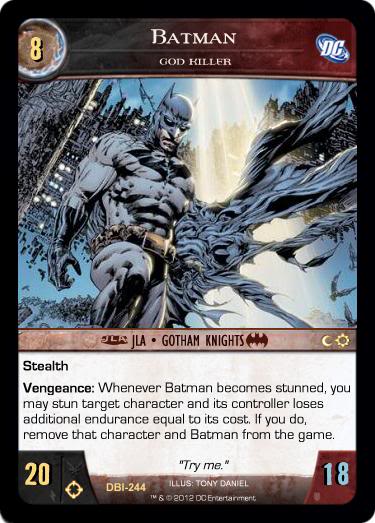 8
BATMAN
GOD KILLER
DC
JLA JLA • GOTHAM KNIGHTS
Stealth
Vengeance: Whenever Batman becomes stunned, you
may stun target character and its controller loses
additional endurance equal to its cost. If you do,
remove that character and Batman from the game.
"Try me."
20
DBI-244
ILLUS: TONY DANIEL
18
™ & © 2012 DC Entertainment